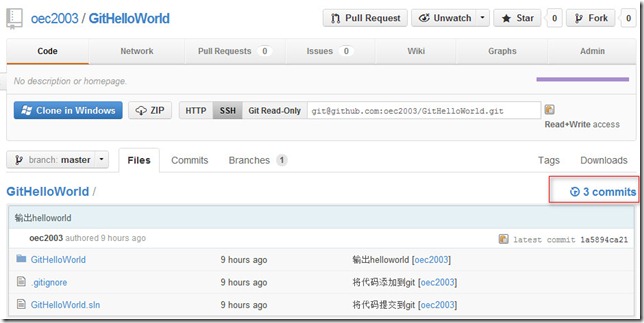 oec2003 / GitHelloWorld
Pull Request Unwatch Star 0 Fork 0
Code Network Pull Requests 0 Issues 0 Wiki Graphs Admin
No description or homepage.
Clone in Windows ZIP HTTP SSH Git Read-Only git@github.com:oec2003/GitHelloWorld.git
Read+Write access
branch: master Files Commits Branches 1 Tags Downloads
GitHelloWorld / 3 commits
输出helloworld
oec2003 authored 9 hours ago latest commit 1a5894ca21
GitHelloWorld 9 hours ago 输出helloworld [oec2003]
.gitignore 9 hours ago 将代码添加到git [oec2003]
GitHelloWorld.sln 9 hours ago 将代码提交到git [oec2003]